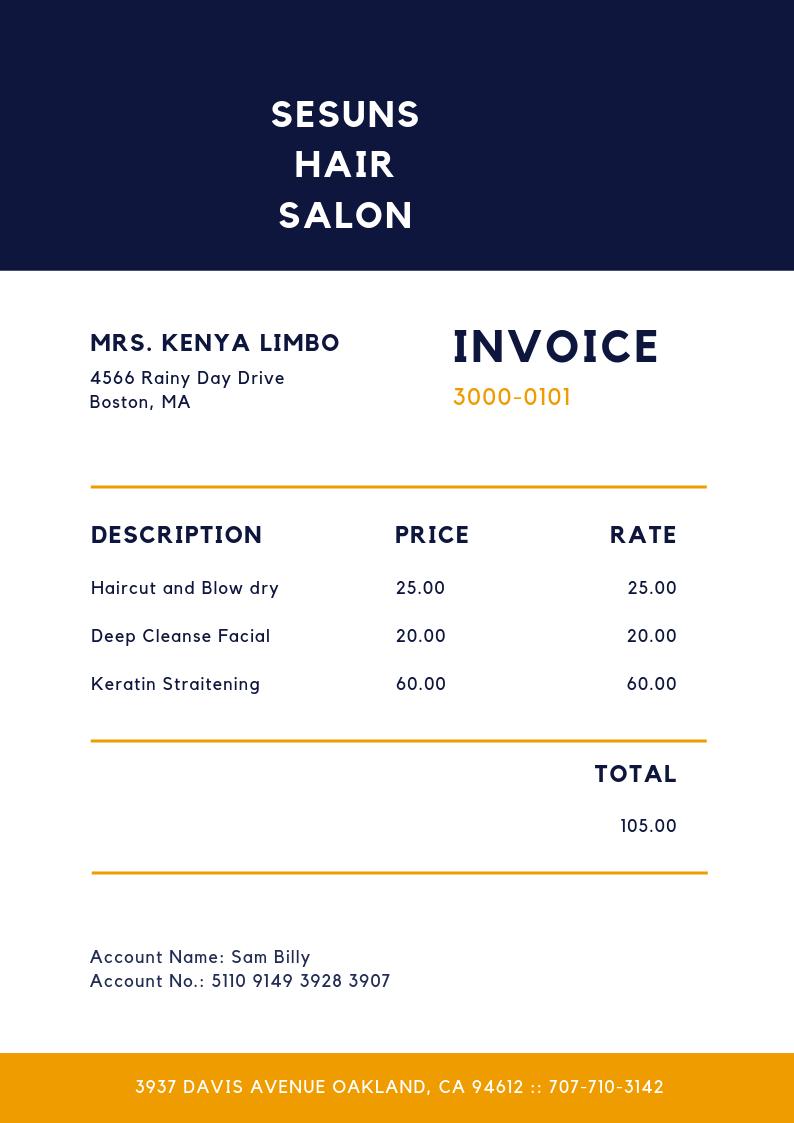 SESUNS
HAIR
SALON
MRS. KENYA LIMBO
4566 Rainy Day Drive
Boston, MA
INVOICE
3000-0101
DESCRIPTION PRICE RATE
Haircut and Blow dry 25.00 25.00
Deep Cleanse Facial 20.00 20.00
Keratin Straitening 60.00 60.00
TOTAL
105.00
Account Name: Sam Billy
Account No.: 5110 9149 3928 3907
3937 DAVIS AVENUE OAKLAND, CA 94612 :: 707-710-3142